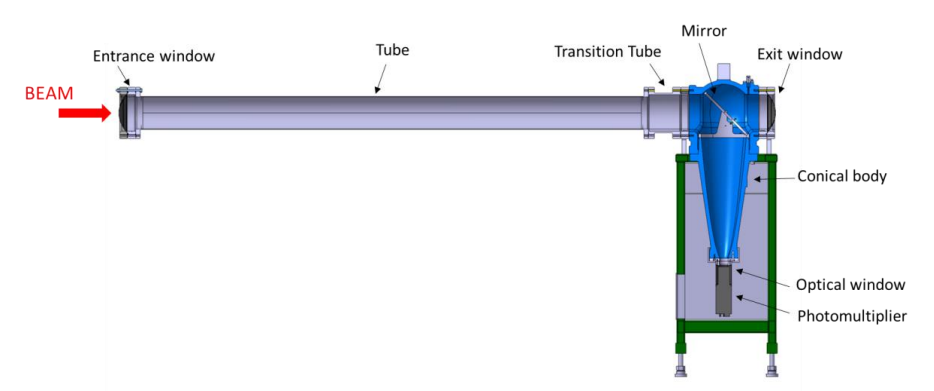 Mirror
Entrance window
Tube
Transition Tube
Exit window
BEAM
Conical body
Optical window
Photomultiplier